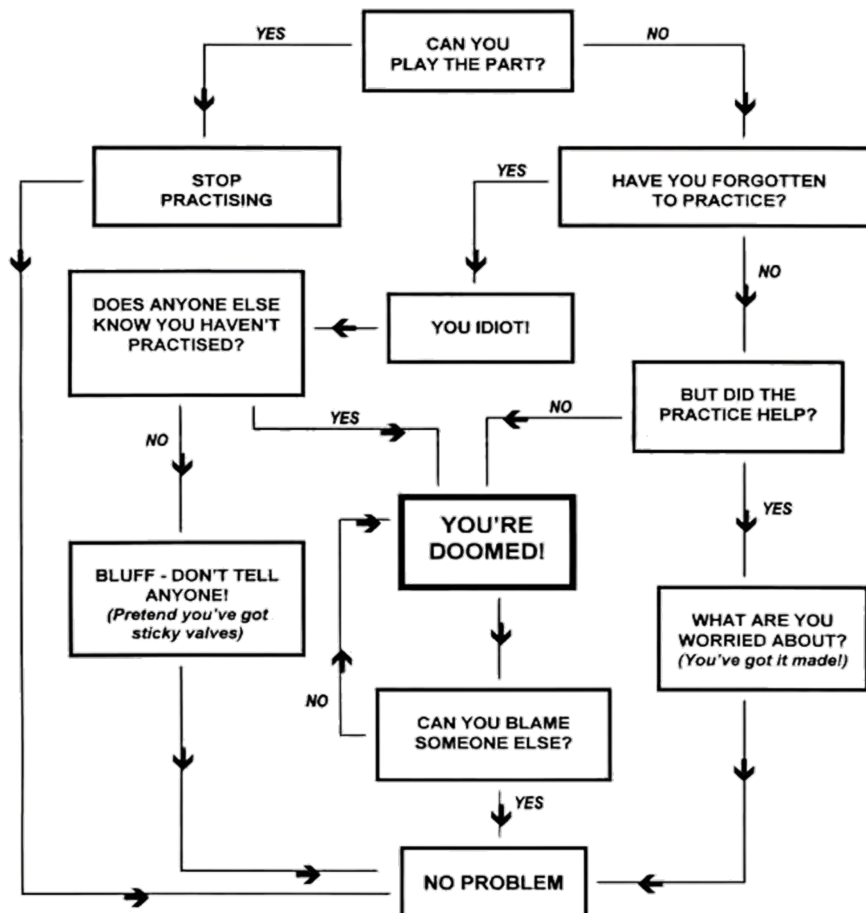 YES
CAN YOU
PLAY THE PART?
NO
STOP
PRACTISING
YES
HAVE YOU FORGOTTEN
TO PRACTICE?
NO
DOES ANYONE ELSE
KNOW YOU HAVEN'T
PRACTISED?
YOU IDIOT!
BUT DID THE
PRACTICE HELP?
NO
YES
NO
YES
YOU'RE
DOOMED!
BLUFF - DON'T TELL
ANYONE!
(Pretend you've got
sticky valves)
WHAT ARE YOU
WORRIED ABOUT?
(You've got it made!)
NO
CAN YOU BLAME
SOMEONE ELSE?
YES
NO PROBLEM